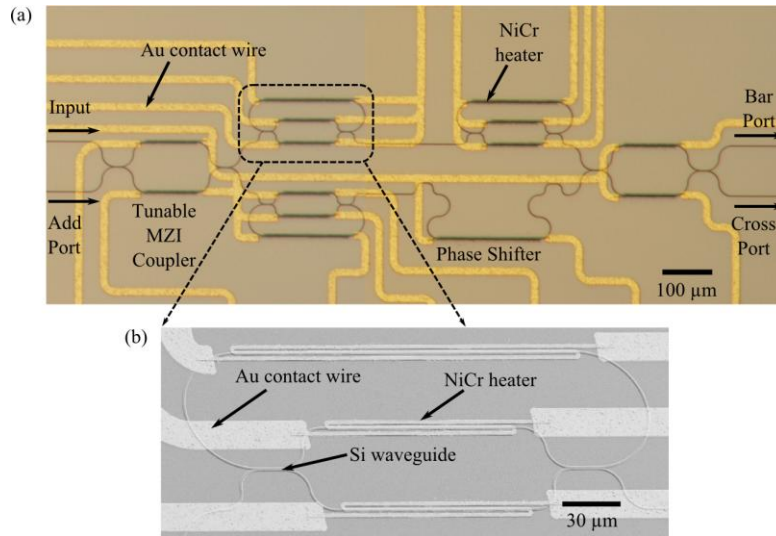 (a)
Au contact wire
NiCr
heater
Input
Bar
Port
Add
Port
Tunable
MZI
Coupler
Phase Shifter
Cross
Port
100 µm
(b)
Au contact wire
NiCr heater
Si waveguide
30 µm